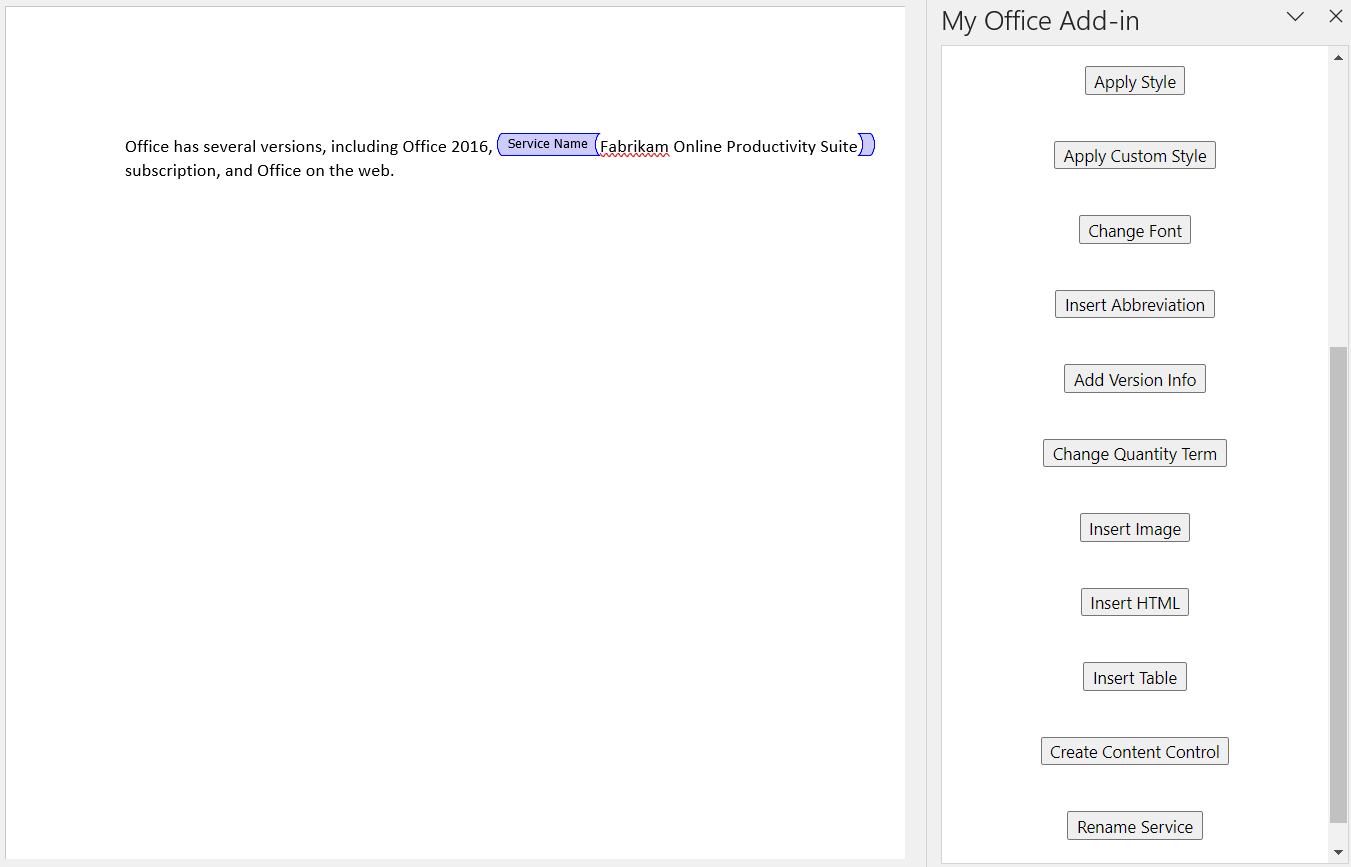 My Office Add-in
Office has several versions, including Office 2016, Service Name Fabrikam Online Productivity Suite
subscription, and Office on the web.
Apply Style
Apply Custom Style
Change Font
Insert Abbreviation
Add Version Info
Change Quantity Term
Insert Image
Insert HTML
Insert Table
Create Content Control
Rename Service